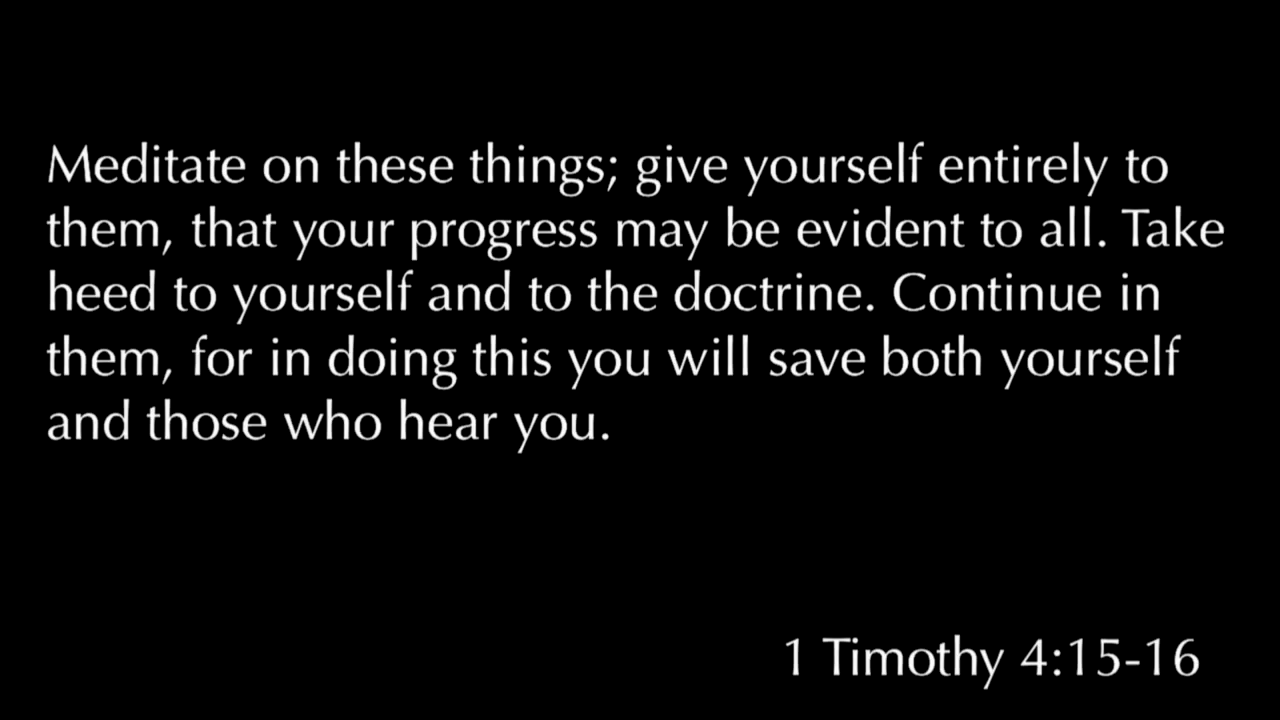 Meditate on these things; give yourself entirely to
them, that your progress may be evident to all. Take
heed to yourself and to the doctrine. Continue in
them, for in doing this you will save both yourself
and those who hear you.
1 Timothy 4:15-16